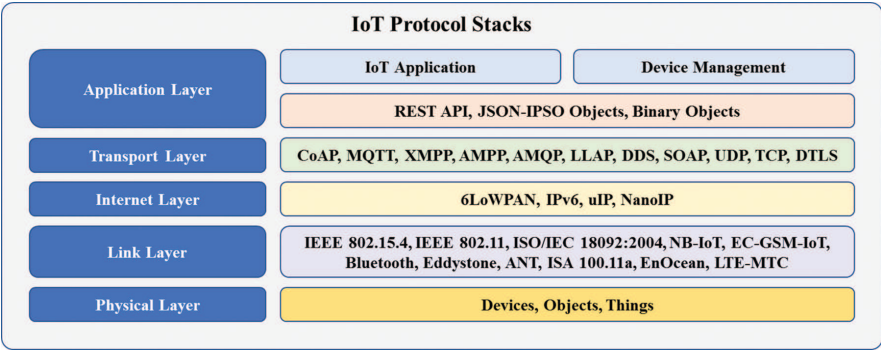 IoT Protocol Stacks
Application Layer
IoT Application
Device Management
REST API, JSON-IPSO Objects, Binary Objects
Transport Layer
CoAP, MQTT, XMPP, AMPP, AMQP, LLAP, DDS, SOAP, UDP, TCP, DTLS
Internet Layer
6LoWPAN, IPv6, uIP, NanoIP
Link Layer
IEEE 802.15.4, IEEE 802.11, ISO/IEC 18092:2004, NB-IoT, EC-GSM-IoT,
Bluetooth, Eddystone, ANT, ISA 100.11a, EnOcean, LTE-MTC
Physical Layer
Devices, Objects, Things